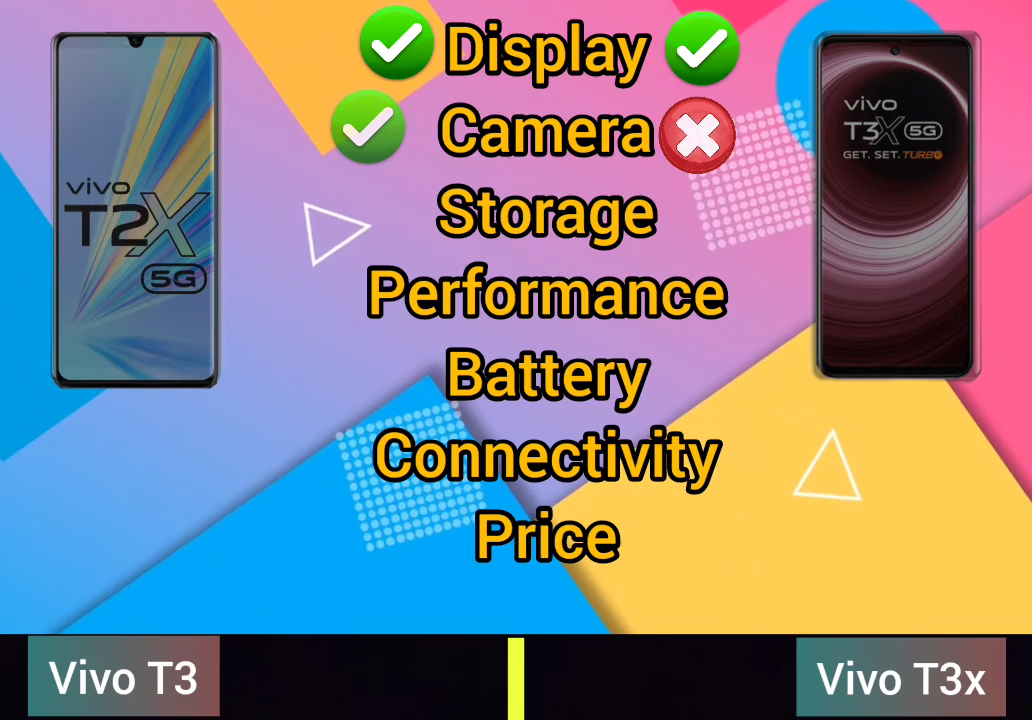 Display
Camera
Storage
Performance
Battery
Connectivity
Price
vivo
T2X
5G
vivo
T3X 5G
GET. SET. TURBO
Vivo T3
Vivo T3x